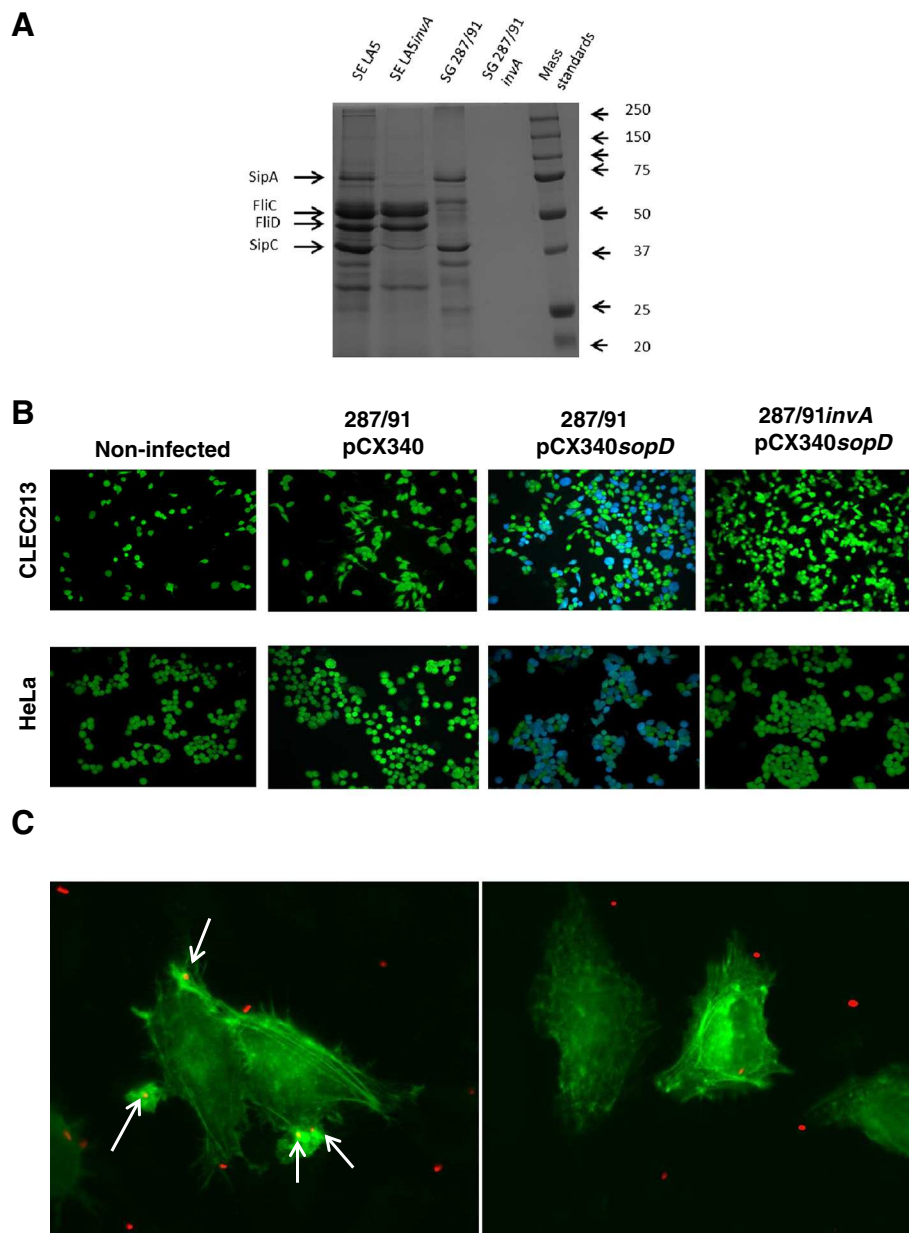 A
SE LA5
SE LA5invA
SG 287/91
SG 287/91
invA
Mass
standards
250
150
75
50
37
25
20
SipA
FliC
FliD
SipC
B
Non-infected
287/91
pCX340
287/91
pCX340sopD
287/91invA
pCX340sopD
CLEC213
HeLa
C